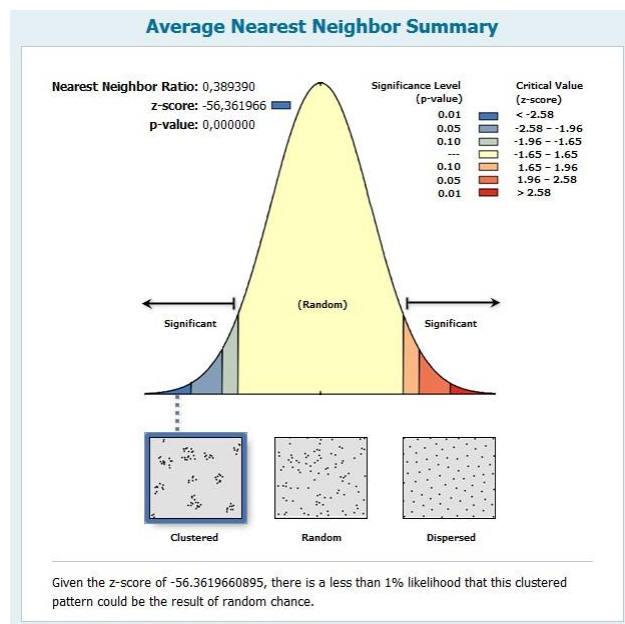 Average Nearest Neighbor Summary
Nearest Neighbor Ratio: 0,389390
z-score: -56,361966
p-value: 0,000000
Significance Level (p-value)
Critical Value (z-score)
0.01 < -2.58
0.05 -2.58 – -1.96
0.10 -1.96 – -1.65
--- -1.65 – 1.65
0.10 1.65 – 1.96
0.05 1.96 – 2.58
0.01 > 2.58
(Random)
Significant
Significant
Clustered
Random
Dispersed
Given the z-score of -56.3619660895, there is a less than 1% likelihood that this clustered
pattern could be the result of random chance.